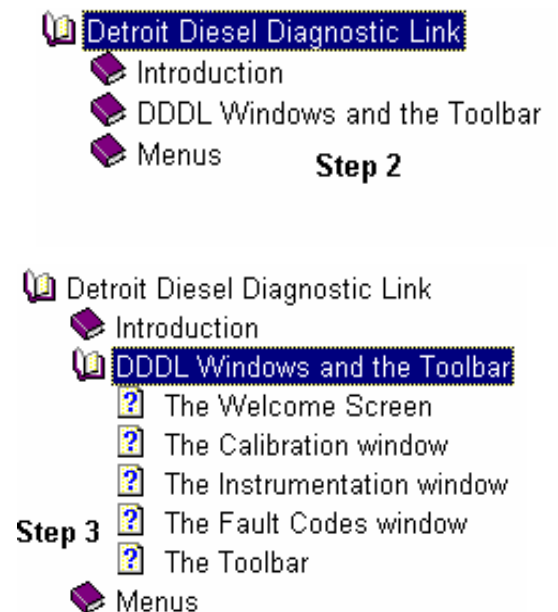 Detroit Diesel Diagnostic Link
Introduction
DDDL Windows and the Toolbar
Menus
Step 2
Detroit Diesel Diagnostic Link
Introduction
DDDL Windows and the Toolbar
The Welcome Screen
The Calibration window
The Instrumentation window
The Fault Codes window
Step 3
The Toolbar
Menus